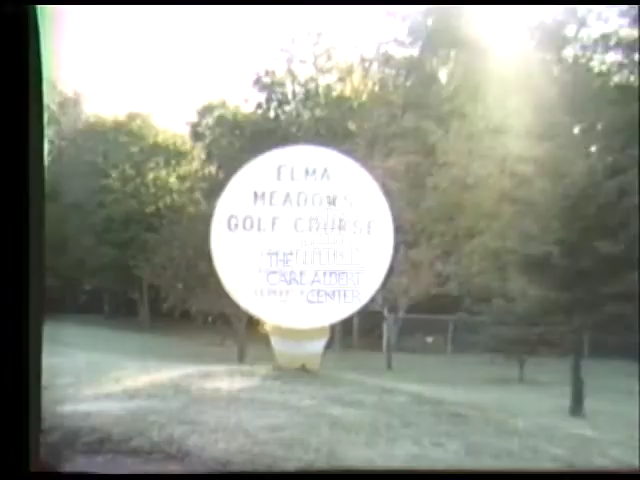 ELMA
MEADOWS
GOLF COURSE
THE
CARL ALBERT
CENTER